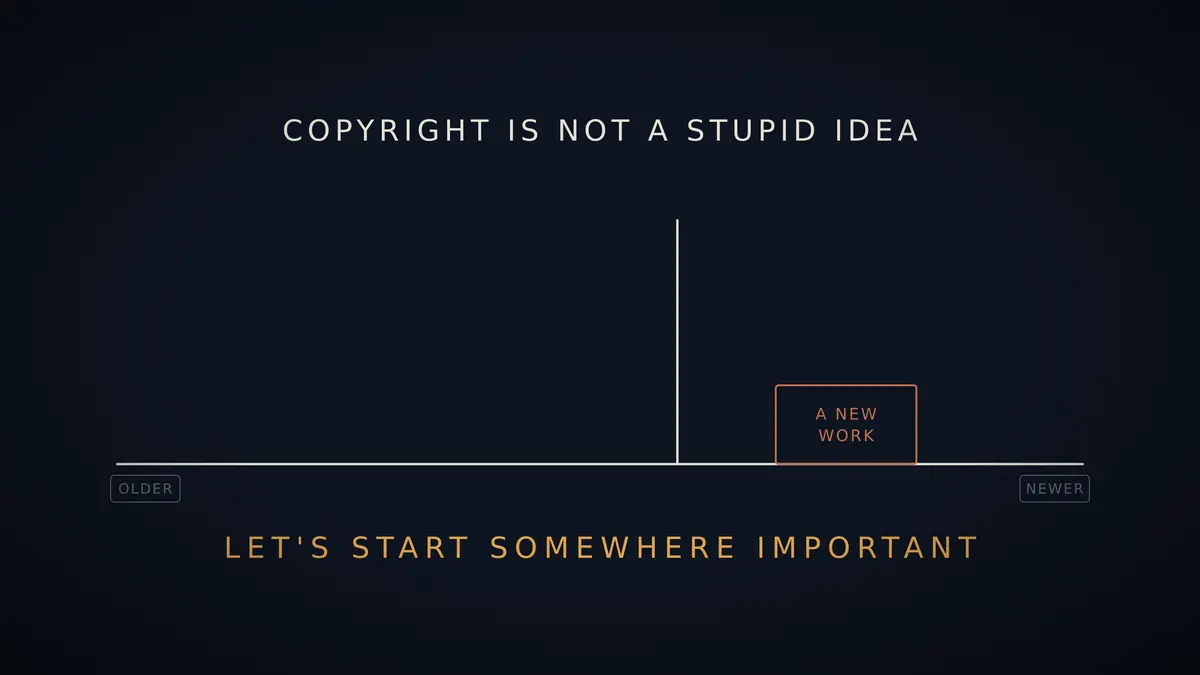 COPYRIGHT IS NOT A STUPID IDEA
A NEW
WORK
OLDER
NEWER
LET'S START SOMEWHERE IMPORTANT